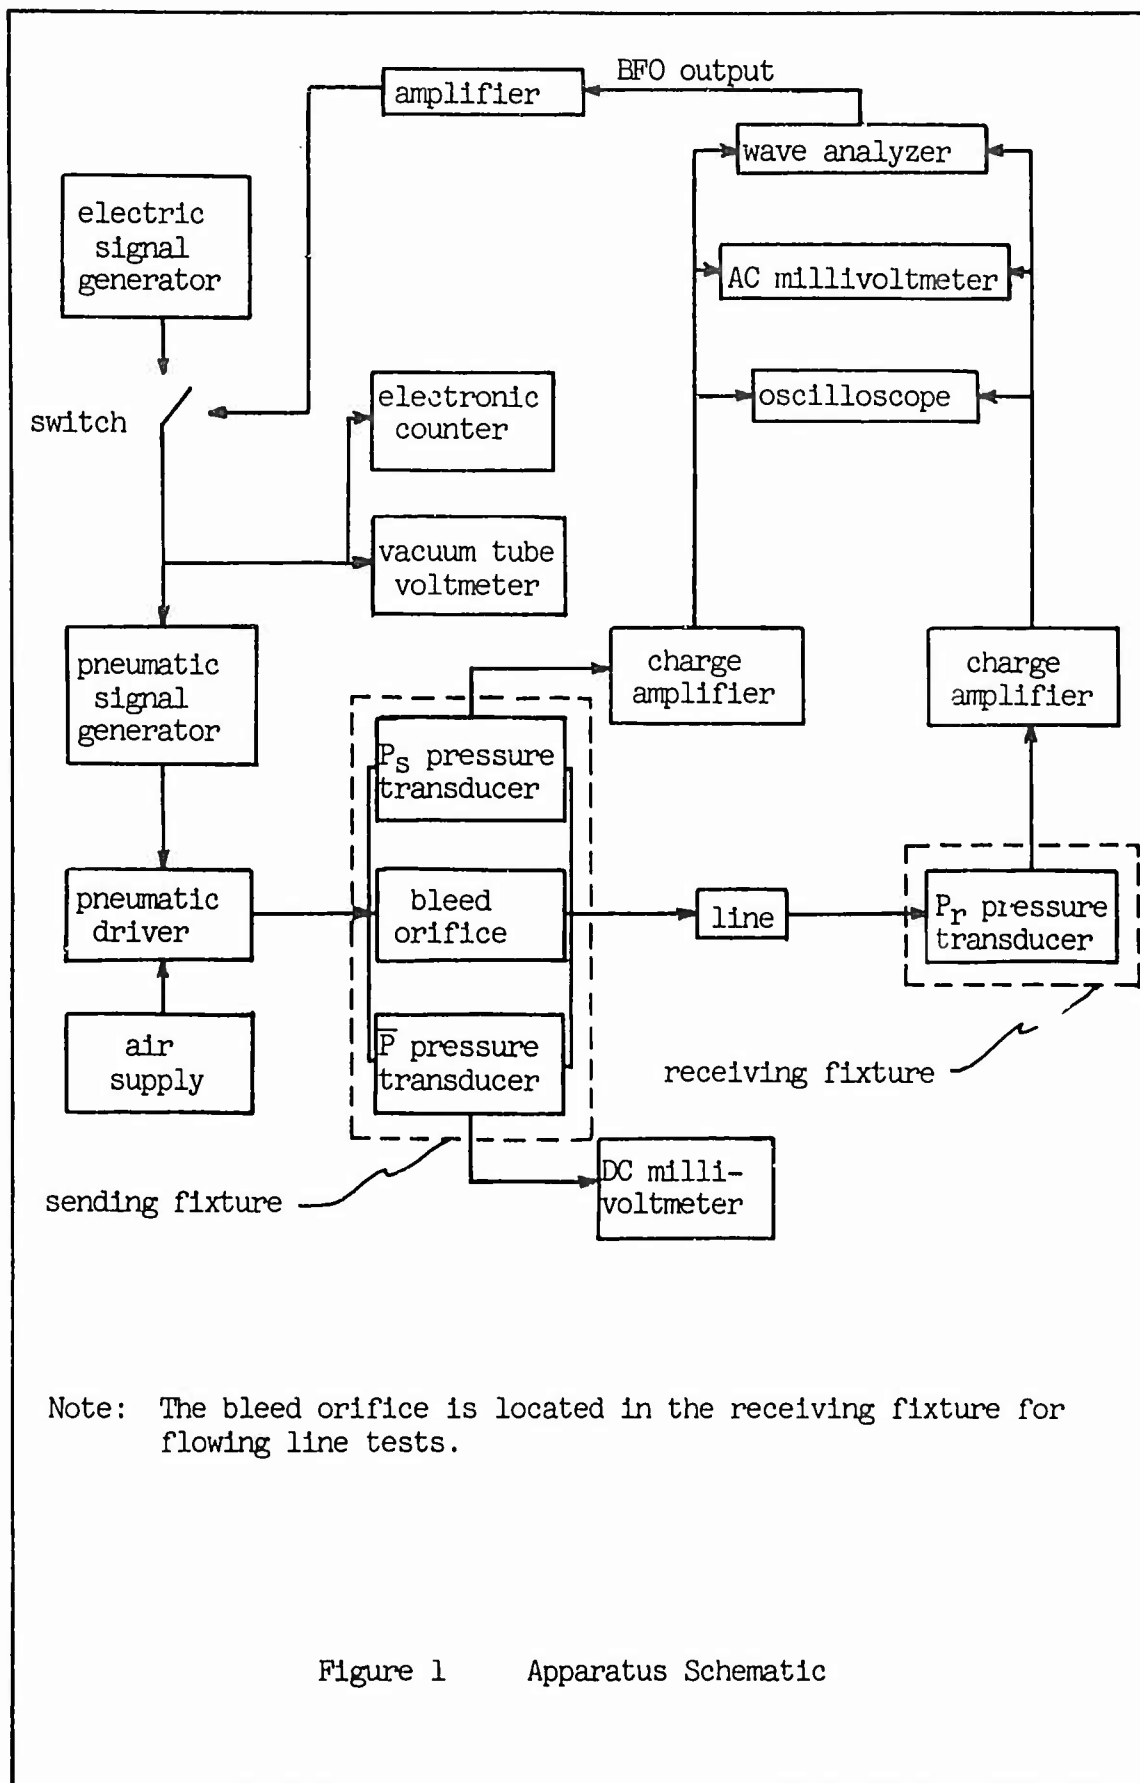 BFO output
amplifier
wave analyzer
electric
signal
generator
AC millivoltmeter
switch
electronic
counter
oscilloscope
vacuum tube
voltmeter
pneumatic
signal
generator
charge
amplifier
charge
amplifier
Ps pressure
transducer
pneumatic
driver
bleed
orifice
line
Pr pressure
transducer
air
supply
P̅ pressure
transducer
receiving fixture
sending fixture
DC milli-
voltmeter
Note: The bleed orifice is located in the receiving fixture for
flowing line tests.
Figure 1 Apparatus Schematic